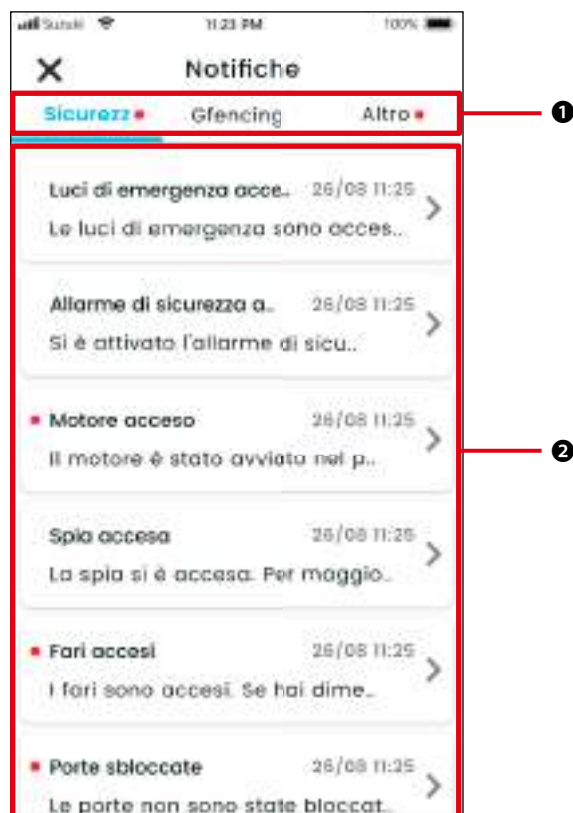 Suzuki 11:23 PM 100%
Notifiche
Sicurezz Gfencing Altro
❶
Luci di emergenza acce.. 26/08 11:25
Le luci di emergenza sono acces..
Allarme di sicurezza a.. 26/08 11:25
Si è attivato l'allarme di sicu..
Motore acceso 26/08 11:25
Il motore è stato avviato nel p..
❷
Spia accesa 26/08 11:25
La spia si è accesa. Per maggio..
Fari accesi 26/08 11:25
I fari sono accesi. Se hai dime..
Porte sbloccate 26/08 11:25
Le porte non sono state bloccat..